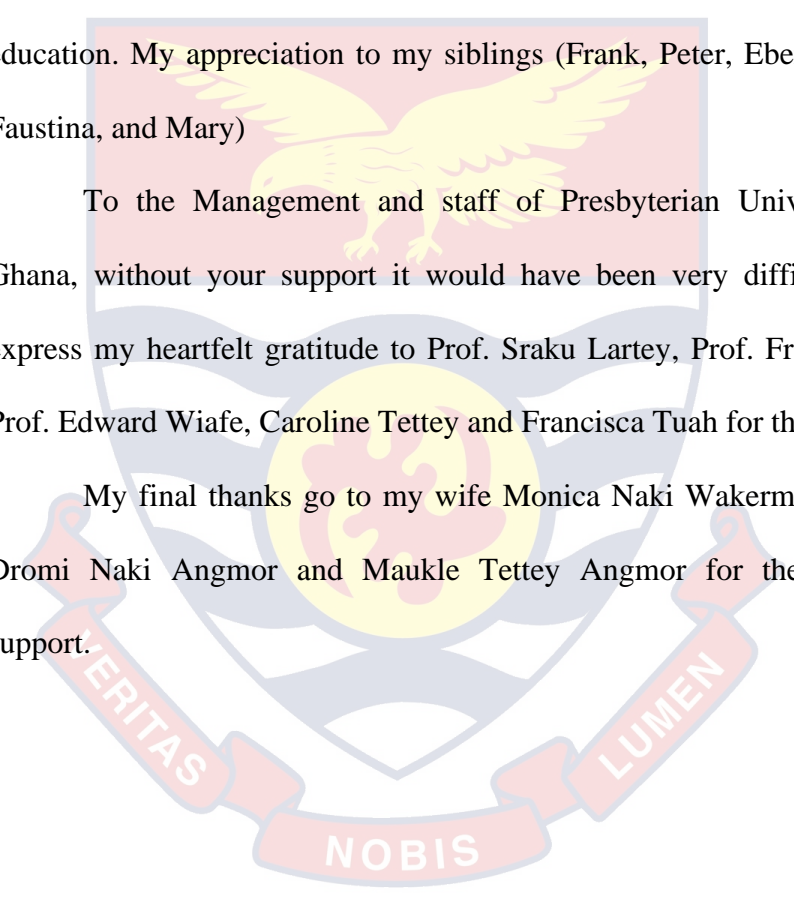 education. My appreciation to my siblings (Frank, Peter, Ebe
Faustina, and Mary)
To the Management and staff of Presbyterian Univ
Ghana, without your support it would have been very diffi
express my heartfelt gratitude to Prof. Sraku Lartey, Prof. Fr
Prof. Edward Wiafe, Caroline Tettey and Francisca Tuah for th
My final thanks go to my wife Monica Naki Wakerm
Dromi Naki Angmor and Maukle Tettey Angmor for the
support.
VERITAS
NOBIS
LUMEN